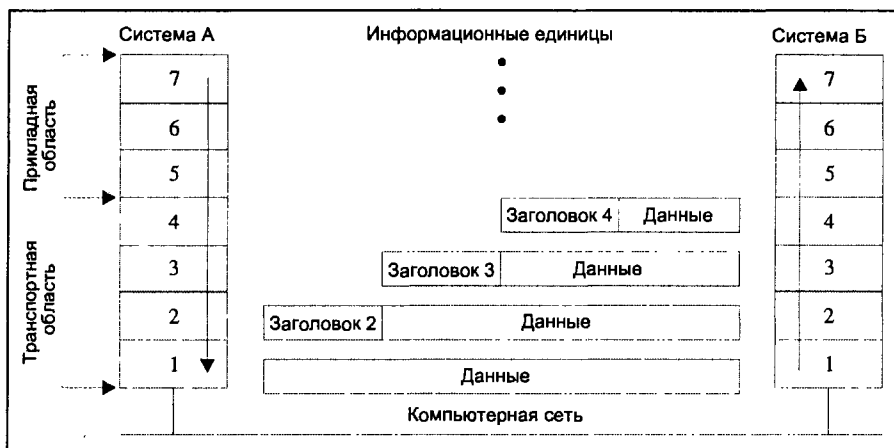 Система А
Информационные единицы
Система Б
Прикладная
область
Транспортная
область
7
6
5
4
3
2
1
Заголовок 4
Данные
Заголовок 3
Данные
Заголовок 2
Данные
Данные
7
6
5
4
3
2
1
Компьютерная сеть